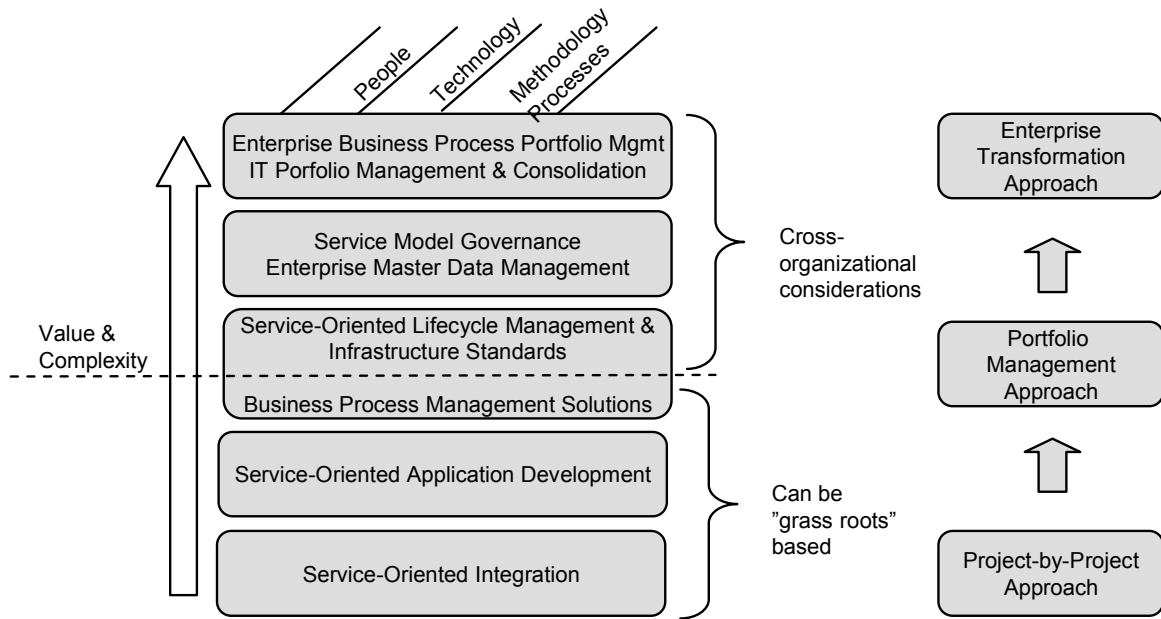 People
Technology
Methodology
Processes
Enterprise Business Process Portfolio Mgmt
IT Porfolio Management & Consolidation
Service Model Governance
Enterprise Master Data Management
Service-Oriented Lifecycle Management &
Infrastructure Standards
Business Process Management Solutions
Service-Oriented Application Development
Service-Oriented Integration
Value &
Complexity
Cross-
organizational
considerations
Can be
”grass roots”
based
Enterprise
Transformation
Approach
Portfolio
Management
Approach
Project-by-Project
Approach